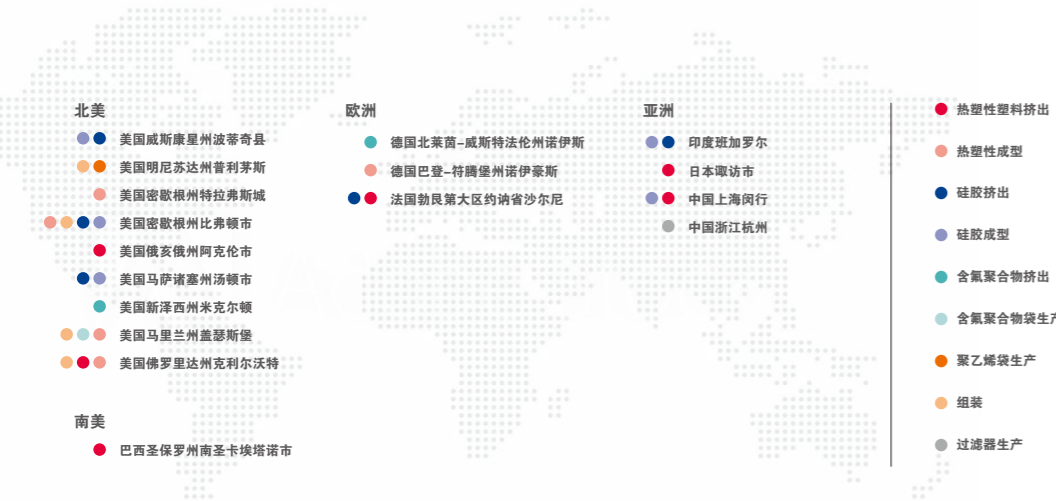 北美
美国威斯康星州波蒂奇县
美国明尼苏达州普利茅斯
美国密歇根州特拉弗斯城
美国密歇根州比弗顿市
美国俄亥俄州阿克伦市
美国马萨诸塞州汤顿市
美国新泽西州米克尔顿
美国马里兰州盖瑟斯堡
美国佛罗里达州克利尔沃特
南美
巴西圣保罗州南圣卡埃塔诺市
欧洲
德国北莱茵–威斯特法伦州诺伊斯
德国巴登–符腾堡州诺伊豪斯
法国勃艮第大区约讷省沙尔尼
亚洲
印度班加罗尔
日本诹访市
中国上海闵行
中国浙江杭州
热塑性塑料挤出
热塑性成型
硅胶挤出
硅胶成型
含氟聚合物挤出
含氟聚合物袋生产
聚乙烯袋生产
组装
过滤器生产